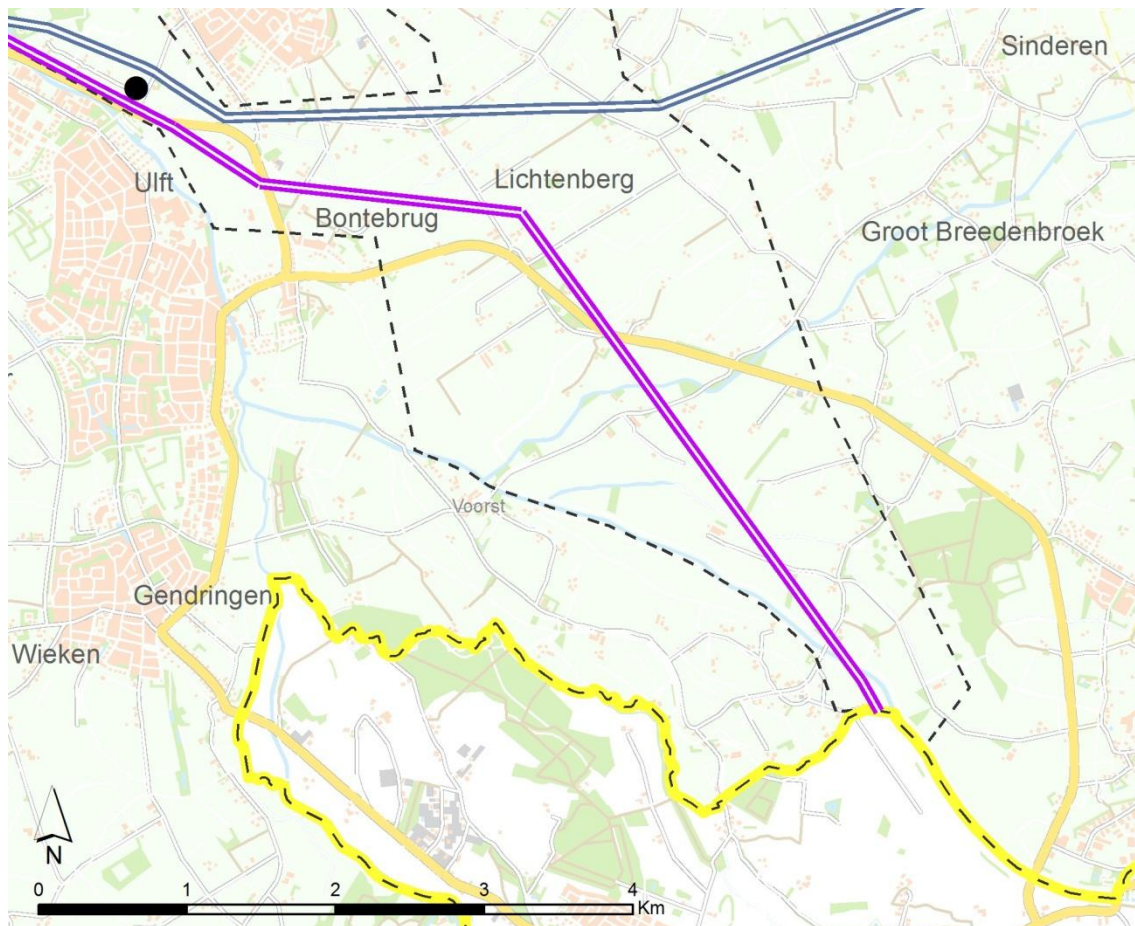 Sinderen
Ulft
Lichtenberg
Bontebrug
Groot Breedenbroek
Voorst
Gendringen
Wieken
N
0 1 2 3 4
Km